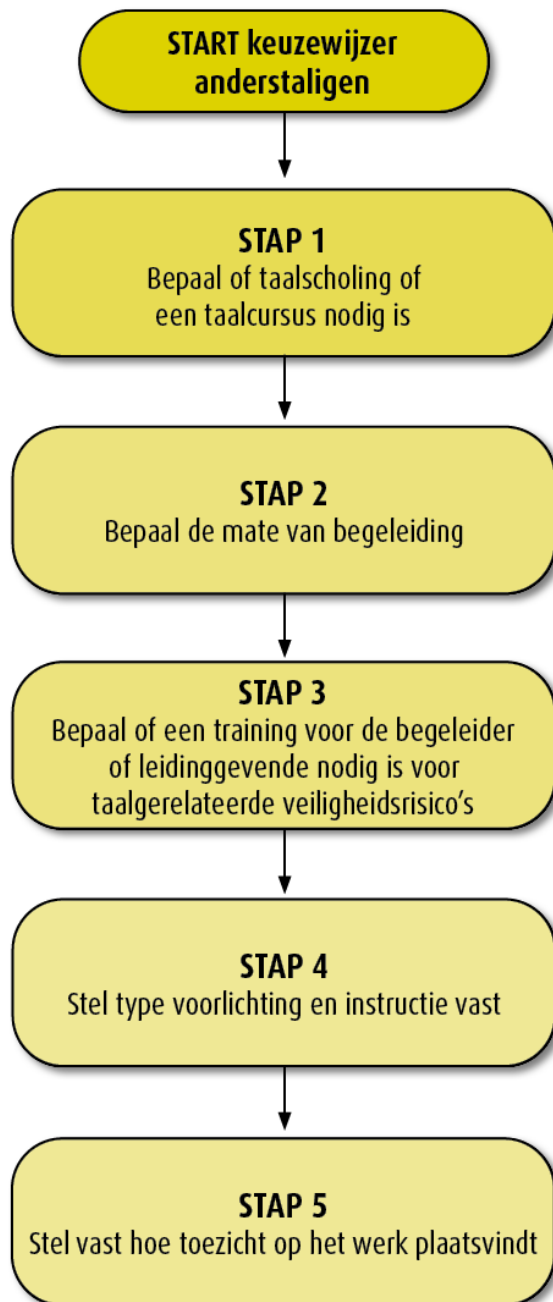 START keuzewijzer
anderstaligen
STAP 1
Bepaal of taalscholing of
een taalcursus nodig is
STAP 2
Bepaal de mate van begeleiding
STAP 3
Bepaal of een training voor de begeleider
of leidinggevende nodig is voor
taalgerelateerde veiligheidsrisico's
STAP 4
Stel type voorlichting en instructie vast
STAP 5
Stel vast hoe toezicht op het werk plaatsvindt